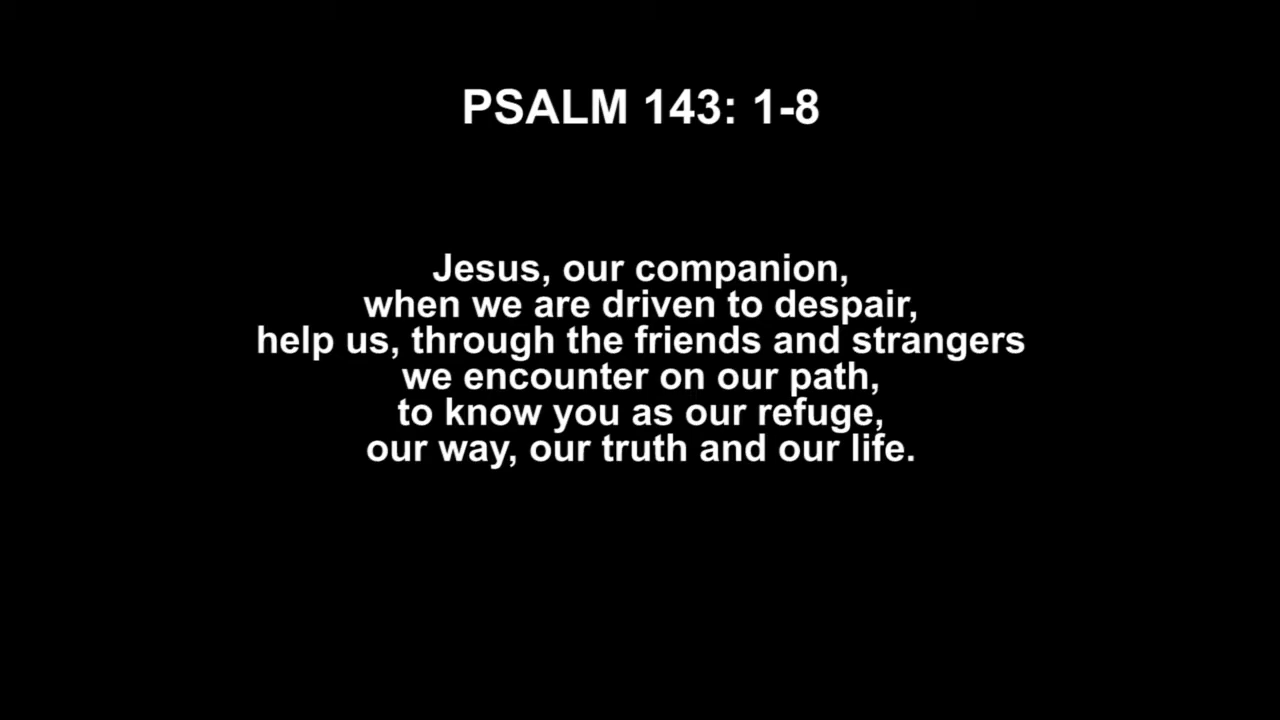 PSALM 143: 1-8
Jesus, our companion,
when we are driven to despair,
help us, through the friends and strangers
we encounter on our path,
to know you as our refuge,
our way, our truth and our life.